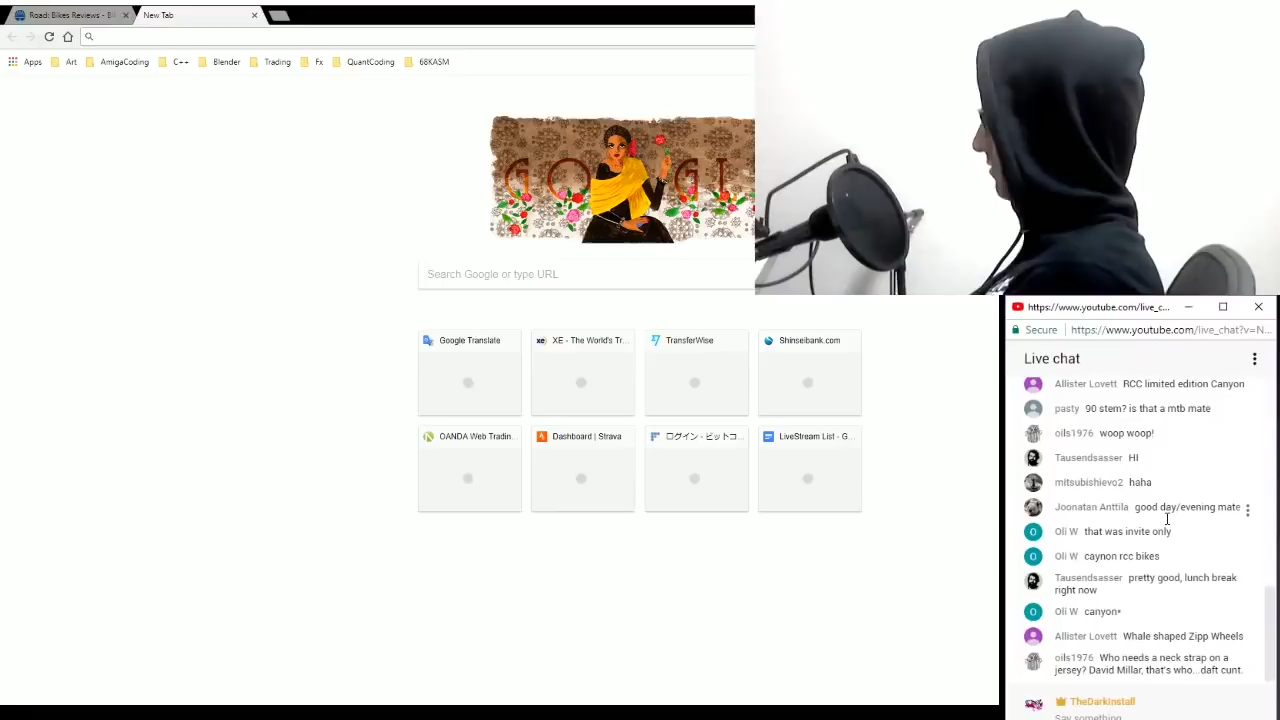 Road: Bikes Reviews - Bi
New Tab
Apps Art AmigaCoding C++ Blender Trading Fx QuantCoding 68KASM
GOOGL
Search Google or type URL
Google Translate
XE - The World's Tr...
TransferWise
Shinseibank.com
OANDA Web Tradin...
Dashboard | Strava
ログイン - ビットコ...
LiveStream List - G...
https://www.youtube.com/live_c...
Secure https://www.youtube.com/live_chat?v=N...
Live chat
Allister Lovett RCC limited edition Canyon
pasty 90 stem? is that a mtb mate
oils1976 woop woop!
Tausendsasser HI
mitsubishievo2 haha
Joonatan Anttila good day/evening mate
Oli W that was invite only
Oli W caynon rcc bikes
Tausendsasser pretty good, lunch break
right now
Oli W canyon*
Allister Lovett Whale shaped Zipp Wheels
oils1976 Who needs a neck strap on a
jersey? David Millar, that's who...daft cunt.
TheDarkInstall
Say something...